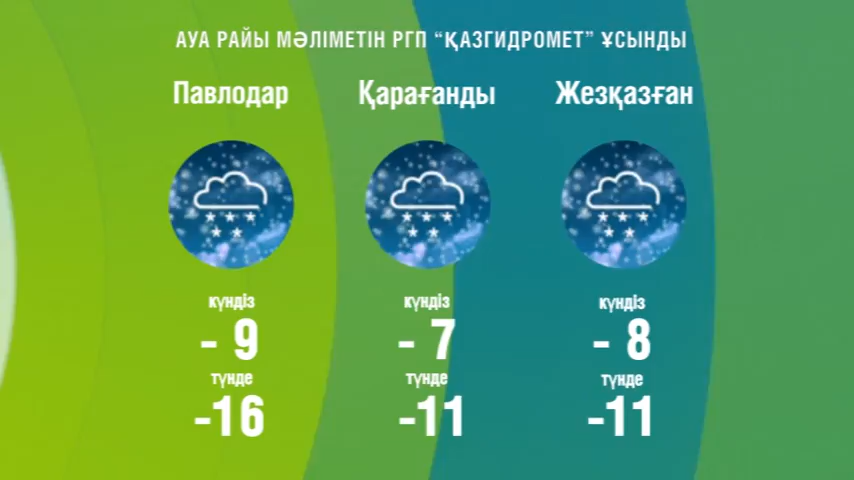 АУА РАЙЫ МӘЛІМЕТІН РГП “ҚАЗГИДРОМЕТ” ҰСЫНДЫ
Павлодар Қарағанды Жезқазған
күндіз күндіз күндіз
- 9 - 7 - 8
түнде түнде түнде
-16 -11 -11